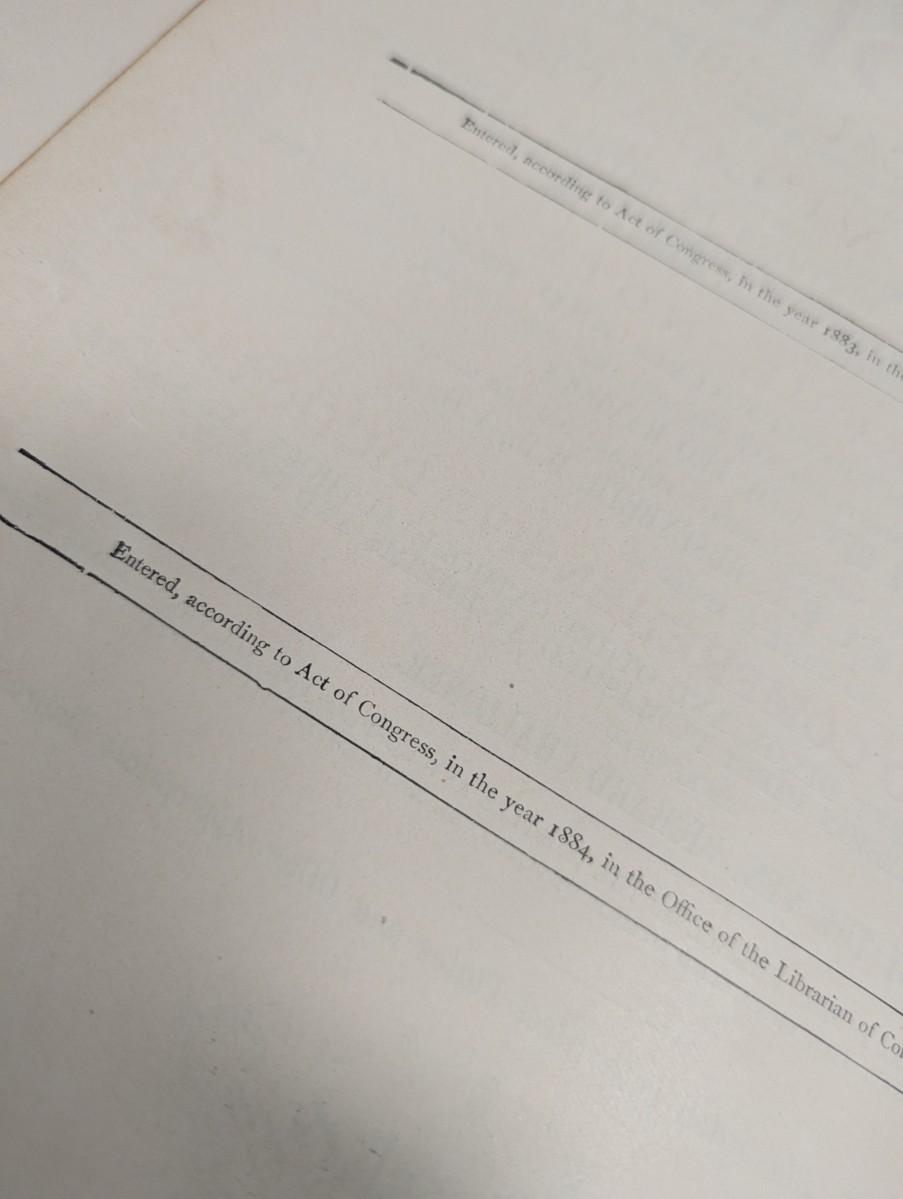 Entered, according to Act of Congress, in the year 1883, in the
Entered, according to Act of Congress, in the year 1884, in the Office of the Librarian of Con